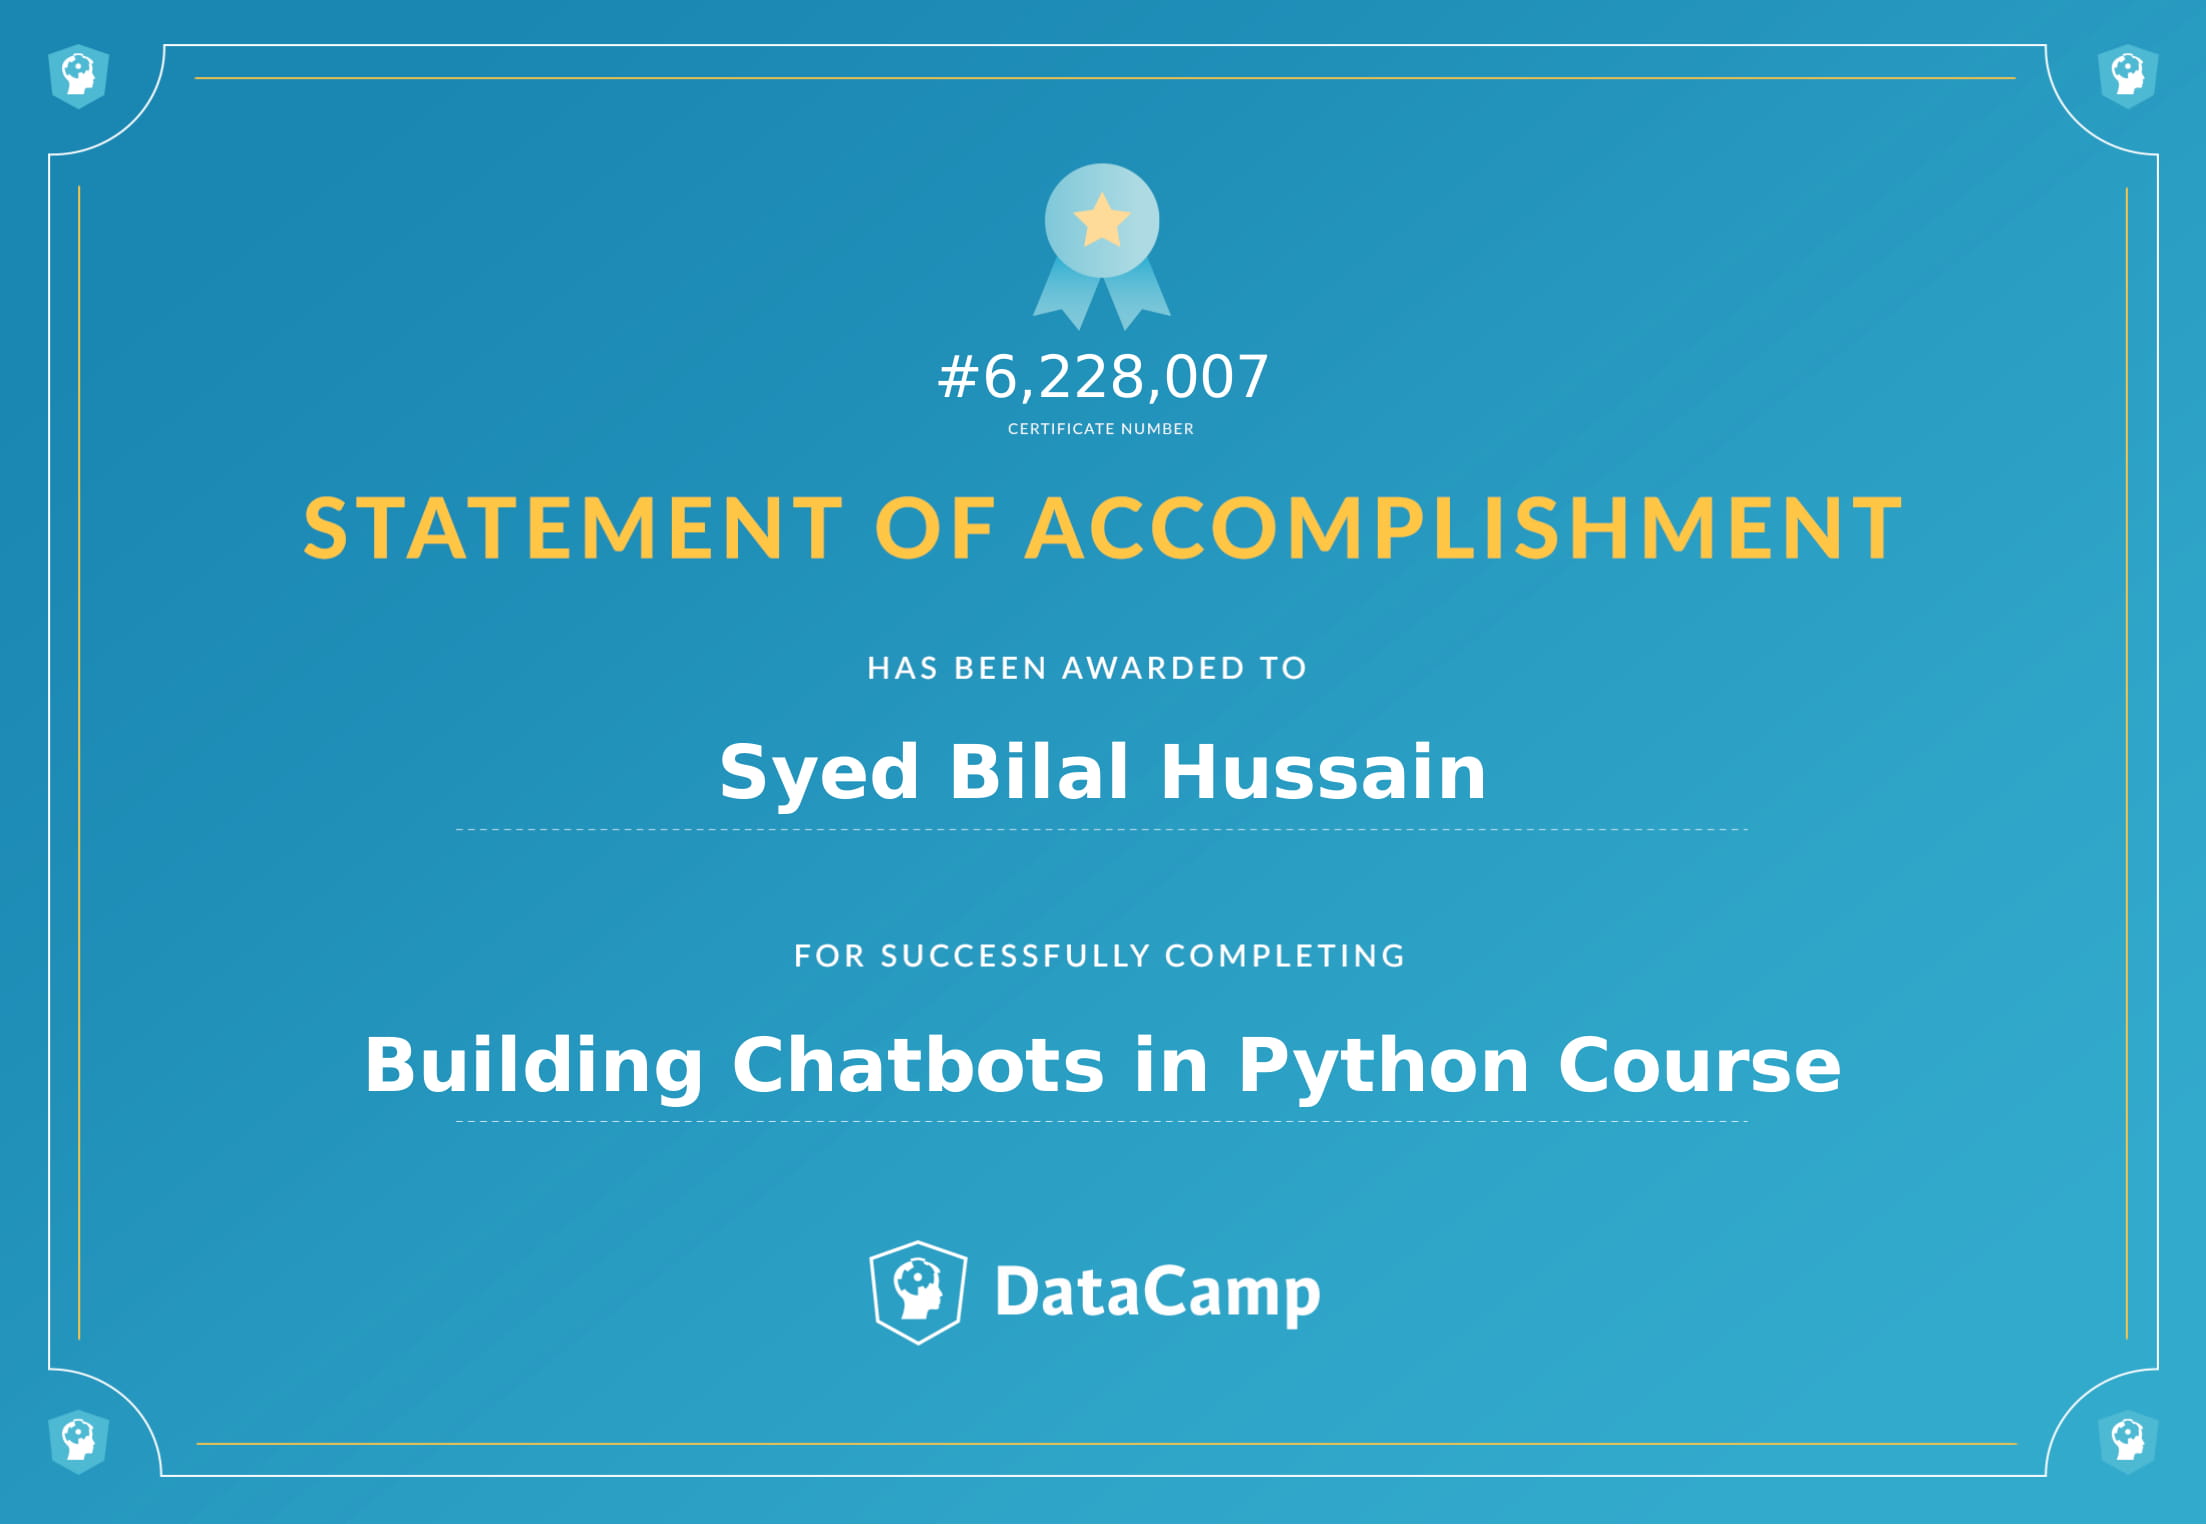 #6,228,007
CERTIFICATE NUMBER
STATEMENT OF ACCOMPLISHMENT
HAS BEEN AWARDED TO
Syed Bilal Hussain
FOR SUCCESSFULLY COMPLETING
Building Chatbots in Python Course
DataCamp